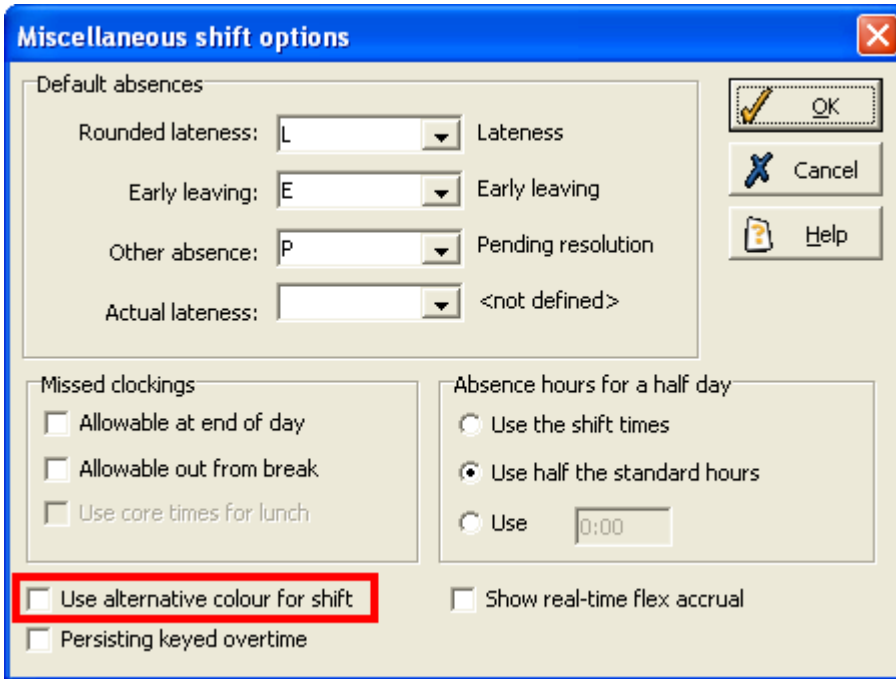 Miscellaneous shift options
Default absences
Rounded lateness: L Lateness
Early leaving: E Early leaving
Other absence: P Pending resolution
Actual lateness: <not defined>
OK
Cancel
Help
Missed clockings
Allowable at end of day
Allowable out from break
Use core times for lunch
Absence hours for a half day
Use the shift times
Use half the standard hours
Use 0:00
Use alternative colour for shift
Show real-time flex accrual
Persisting keyed overtime